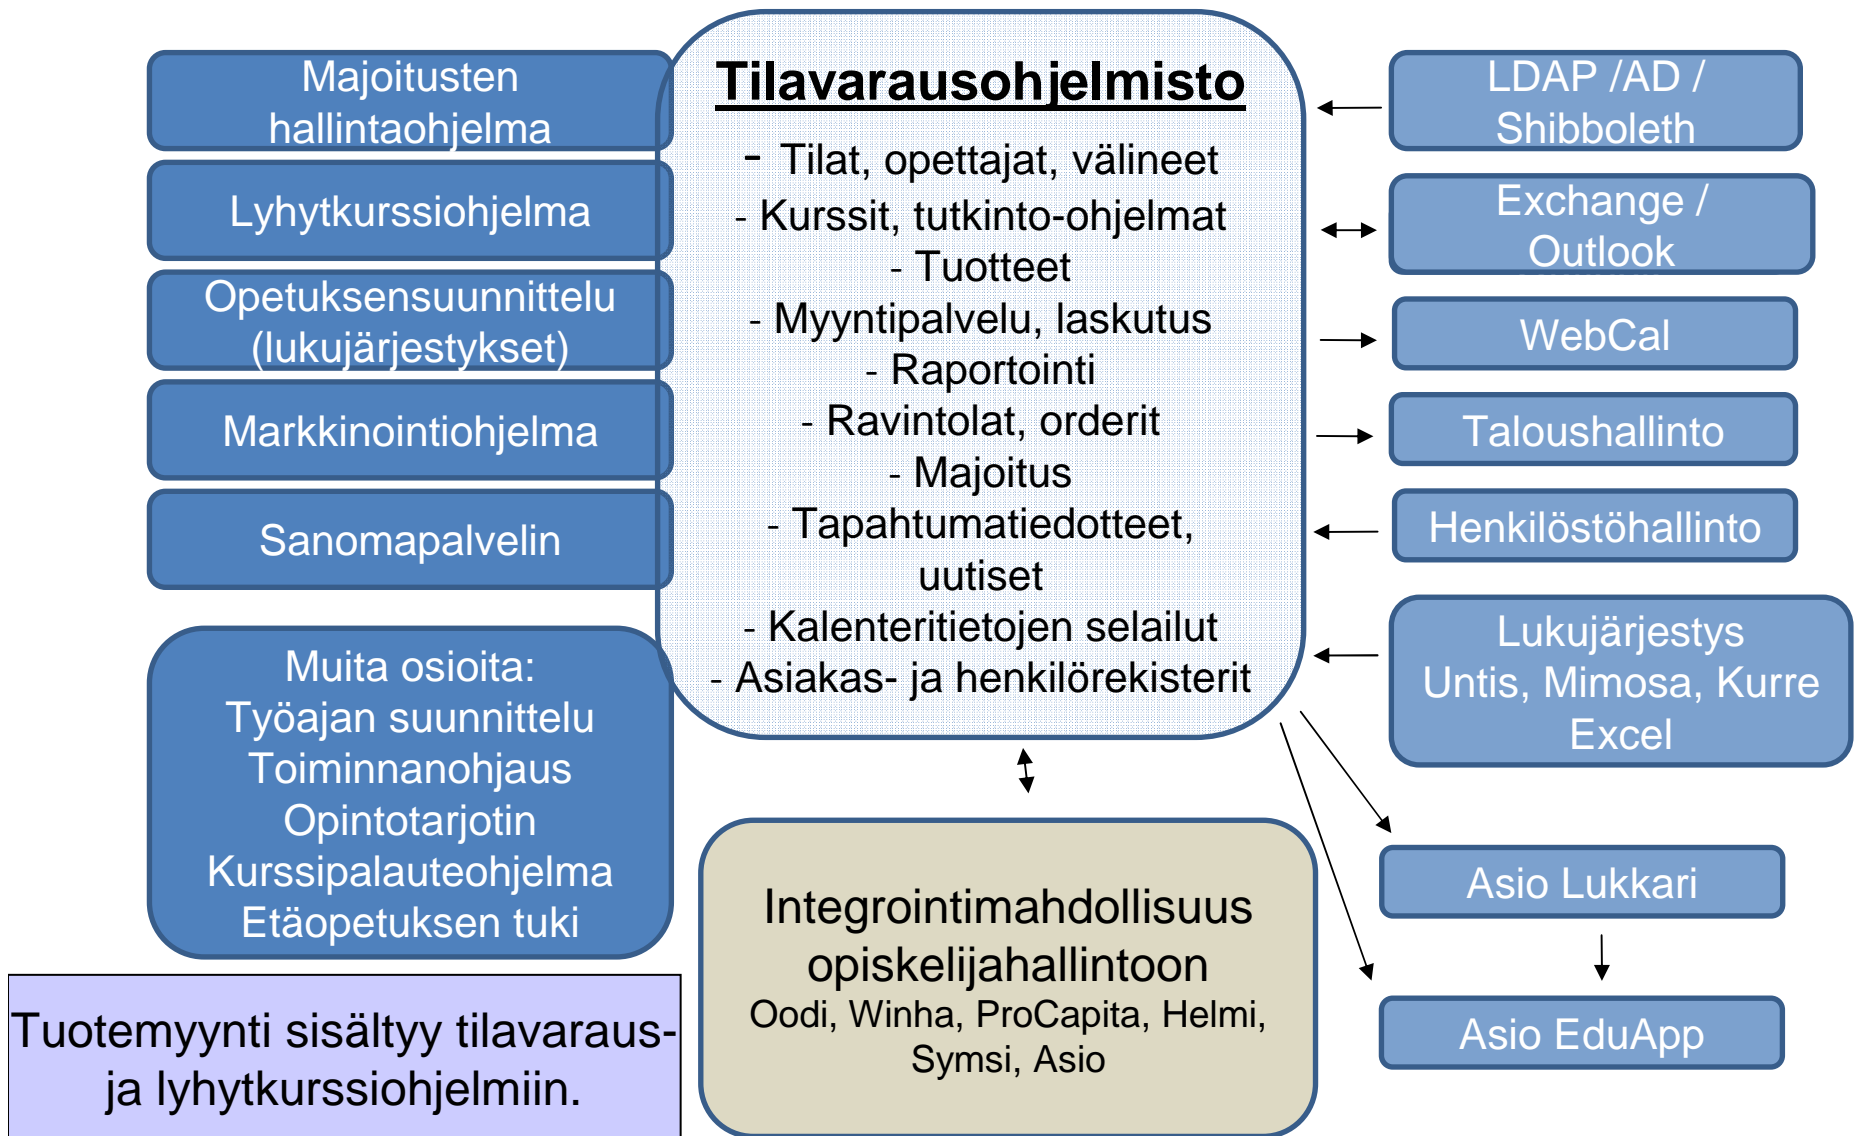 Majoitusten
hallintaohjelma
Lyhytkurssiohjelma
Opetuksensuunnittelu
(lukujärjestykset)
Markkinointiohjelma
Sanomapalvelin
Muita osioita:
Työajan suunnittelu
Toiminnanohjaus
Opintotarjotin
Kurssipalauteohjelma
Etäopetuksen tuki
Tuotemyynti sisältyy tilavaraus-
ja lyhytkurssiohjelmiin.
Tilavarausohjelmisto
- Tilat, opettajat, välineet
- Kurssit, tutkinto-ohjelmat
- Tuotteet
- Myyntipalvelu, laskutus
- Raportointi
- Ravintolat, orderit
- Majoitus
- Tapahtumatiedotteet,
uutiset
- Kalenteritietojen selailut
- Asiakas- ja henkilörekisterit
Integrointimahdollisuus
opiskelijahallintoon
Oodi, Winha, ProCapita, Helmi,
Symsi, Asio
LDAP /AD /
Shibboleth
Exchange /
Outlook
WebCal
Taloushallinto
Henkilöstöhallinto
Lukujärjestys
Untis, Mimosa, Kurre
Excel
Asio Lukkari
Asio EduApp